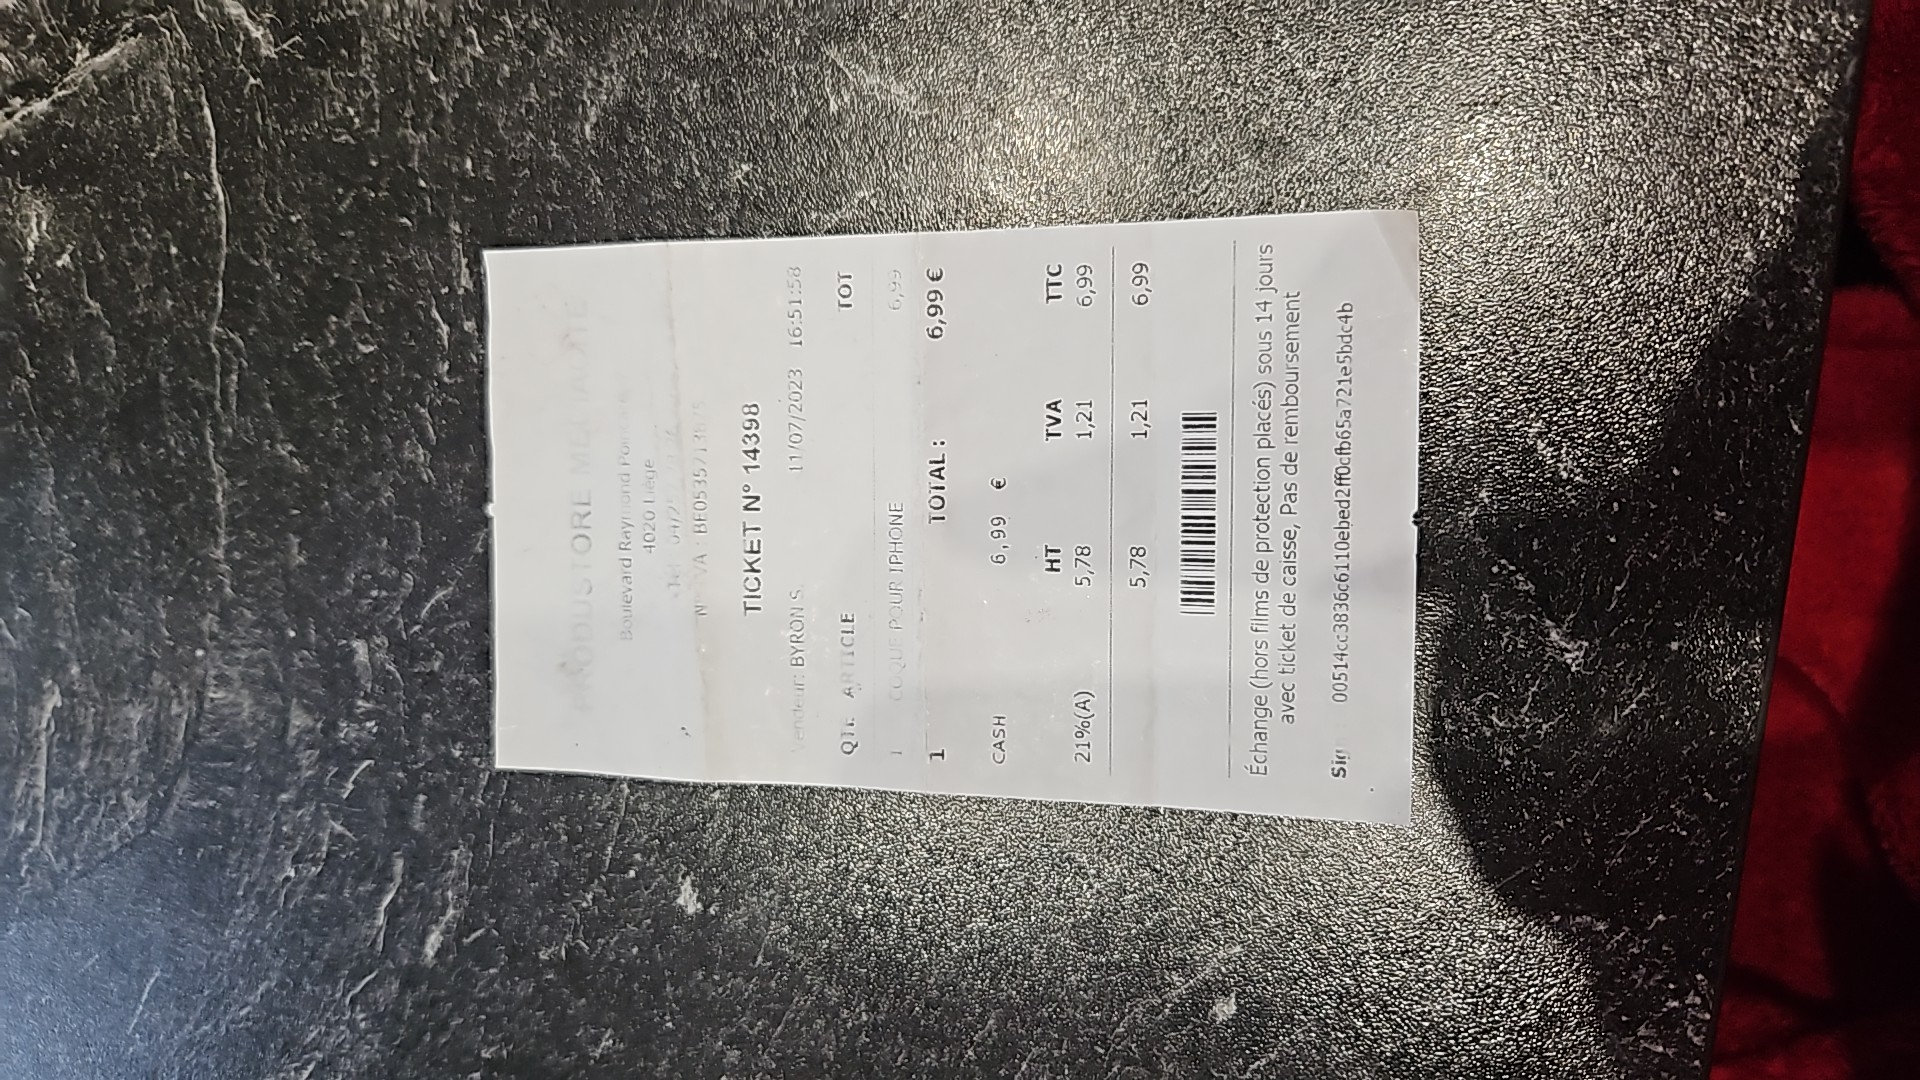 Boulevard Raymond
4020 Liège
TICKET N° 14398
Vendeur: BYRON S 11/07/2023 16:51:58
QTE ARTICLE TOT
1 COQUE POUR IPHONE 6,99
1 TOTAL : 6,99 €
CASH 6,99 €
HT TVA TTC
21%(A) 5,78 1,21 6,99
5,78 1,21 6,99
Échange (hors films de protection placés) sous 14 jours
avec ticket de caisse, Pas de remboursement